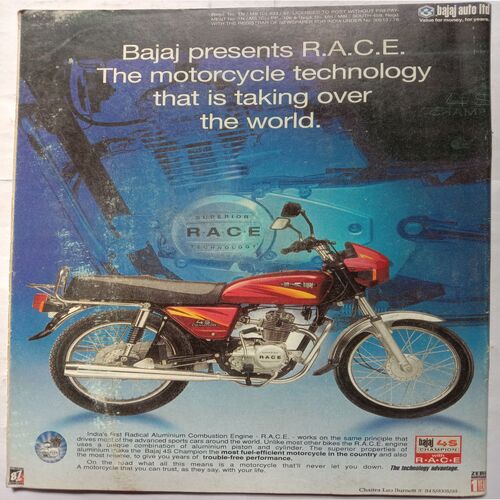 bajaj auto ltd
Value for money, for years.
Bajaj presents R.A.C.E.
The motorcycle technology
that is taking over
the world.
SUPERIOR
RACE
TECHNOLOGY
RACE
India's first Radical Aluminium Combustion Engine - R.A.C.E. - works on the same principle that
drives most of the advanced sports cars around the world. Unlike most other bikes the R.A.C.E. engine
uses a unique combination of aluminium piston and cylinder. The superior properties of
aluminium make the Bajaj 4S Champion the most fuel-efficient motorcycle in the country and also
the most reliable, to give you years of trouble-free performance.
On the road what all this means is a motorcycle that'll never let you down.
A motorcycle that you can trust, as they say, with your life.
bajaj 4S
CHAMPION
with
R•A•C•E
The technology advantage.